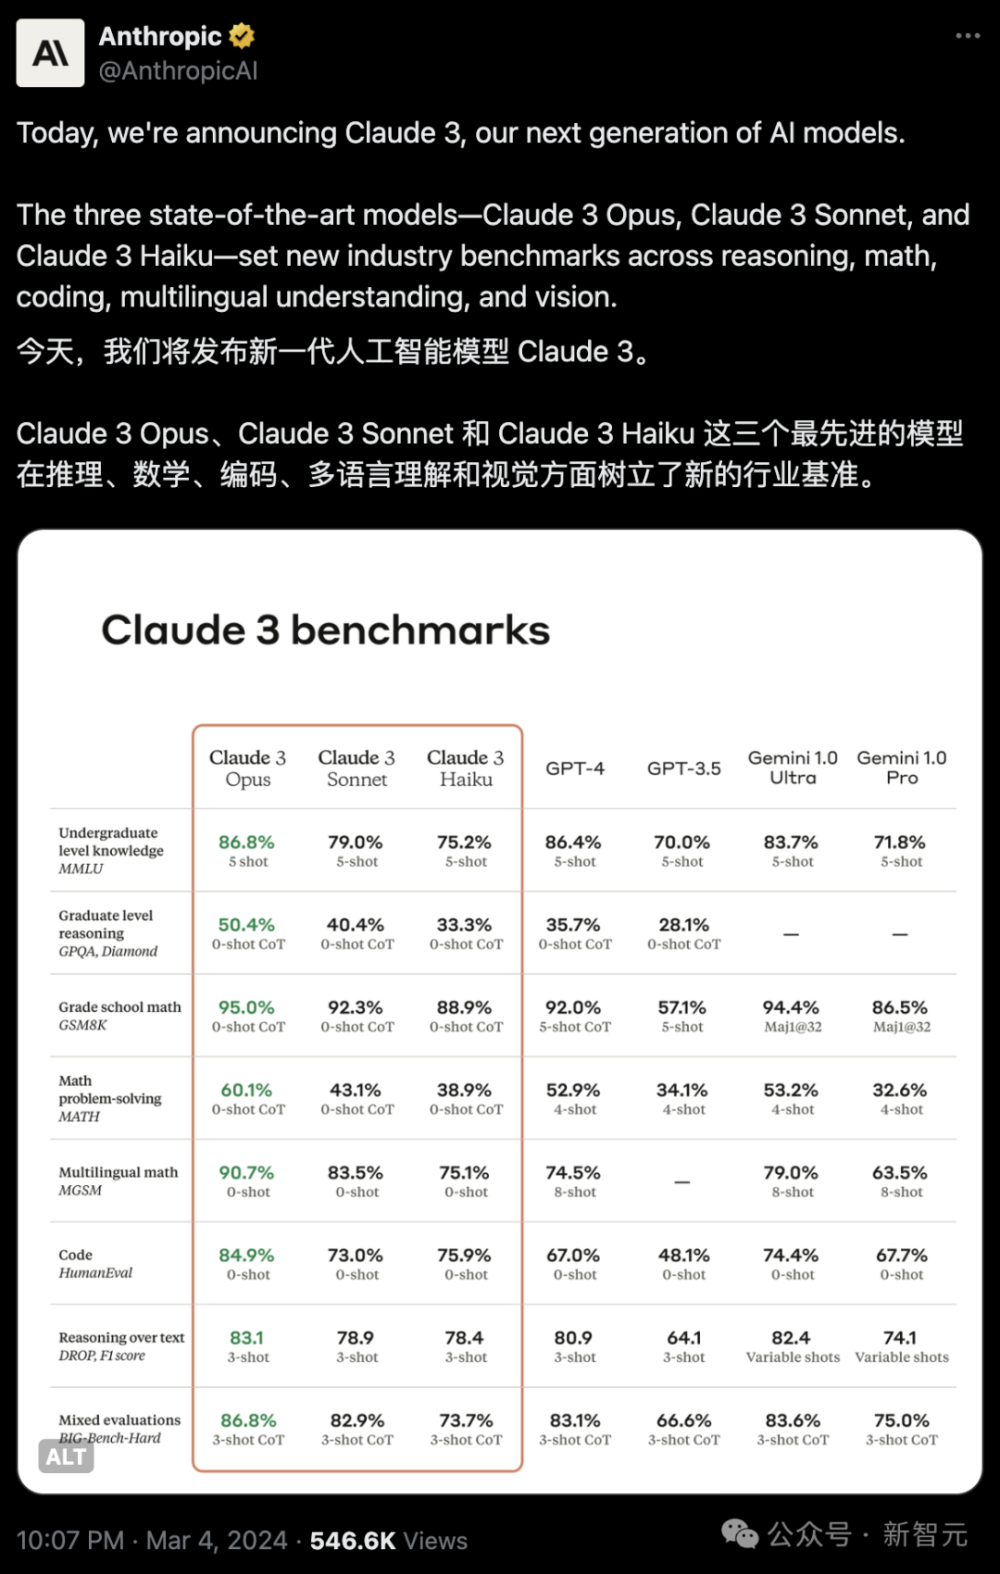 Anthropic
@AnthropicAI
Today, we're announcing Claude 3, our next generation of AI models.
The three state-of-the-art models—Claude 3 Opus, Claude 3 Sonnet, and
Claude 3 Haiku—set new industry benchmarks across reasoning, math,
coding, multilingual understanding, and vision.
今天，我们将发布新一代人工智能模型 Claude 3。
Claude 3 Opus、Claude 3 Sonnet 和 Claude 3 Haiku 这三个最先进的模型
在推理、数学、编码、多语言理解和视觉方面树立了新的行业基准。
Claude 3 benchmarks
Claude 3 Opus Claude 3 Sonnet Claude 3 Haiku GPT-4 GPT-3.5 Gemini 1.0 Ultra Gemini 1.0 Pro
Undergraduate
level knowledge
MMLU
86.8% 79.0% 75.2% 86.4% 70.0% 83.7% 71.8%
5 shot 5-shot 5-shot 5-shot 5-shot 5-shot 5-shot
Graduate level
reasoning
GPQA, Diamond
50.4% 40.4% 33.3% 35.7% 28.1% — —
0-shot CoT 0-shot CoT 0-shot CoT 0-shot CoT 0-shot CoT
Grade school math
GSM8K
95.0% 92.3% 88.9% 92.0% 57.1% 94.4% 86.5%
0-shot CoT 0-shot CoT 0-shot CoT 5-shot CoT 5-shot Maj1@32 Maj1@32
Math
problem-solving
MATH
60.1% 43.1% 38.9% 52.9% 34.1% 53.2% 32.6%
0-shot CoT 0-shot CoT 0-shot CoT 4-shot 4-shot 4-shot 4-shot
Multilingual math
MGSM
90.7% 83.5% 75.1% 74.5% — 79.0% 63.5%
0-shot 0-shot 0-shot 8-shot 8-shot 8-shot
Code
HumanEval
84.9% 73.0% 75.9% 67.0% 48.1% 74.4% 67.7%
0-shot 0-shot 0-shot 0-shot 0-shot 0-shot 0-shot
Reasoning over text
DROP, F1 score
83.1 78.9 78.4 80.9 64.1 82.4 74.1
3-shot 3-shot 3-shot 3-shot 3-shot Variable shots Variable shots
Mixed evaluations
BIG-Bench-Hard
86.8% 82.9% 73.7% 83.1% 66.6% 83.6% 75.0%
3-shot CoT 3-shot CoT 3-shot CoT 3-shot CoT 3-shot CoT 3-shot CoT 3-shot CoT
ALT
10:07 PM · Mar 4, 2024 · 546.6K Views
公众号 · 新智元